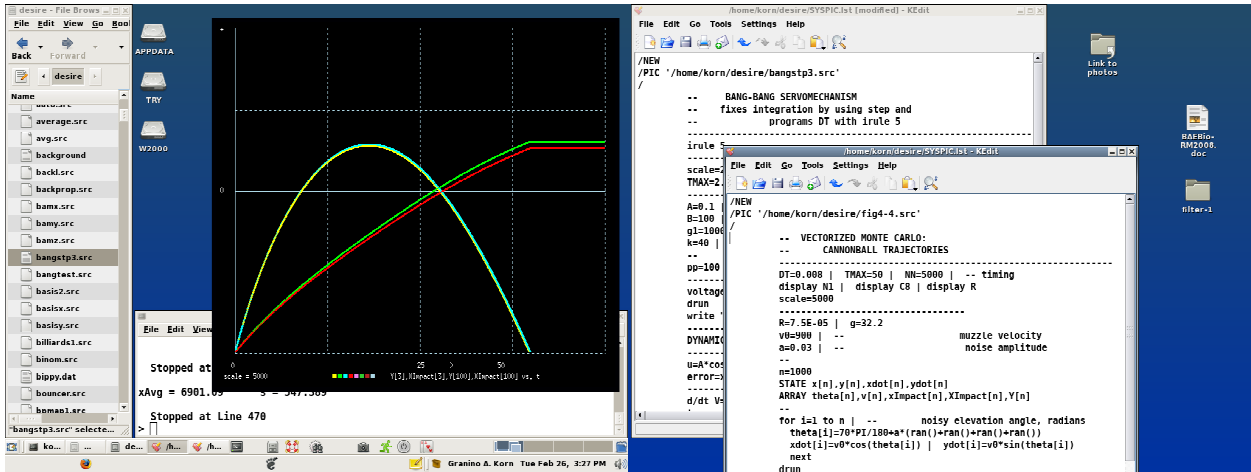 desire - File Brows
File Edit View Go Boo
Back Forward
desire
Name
average.src
avg.src
background
backl.src
backprop.src
bamx.src
bamy.src
bamz.src
bangstp3.src
bangtest.src
basis2.src
basisx.src
basisy.src
billiards1.src
binom.src
bippy.dat
bouncer.src
bpmap1.src
"bangstp3.src" selecte...
APPDATA
TRY
W2000
+
0
0 25 > 50
scale = 5000 Y[3],XImpact[3],Y[100],XImpact[100] vs. t
File Edit View
Stopped at
xAvg = 6901.09 s = 547.589
Stopped at Line 470
>
/home/korn/desire/SYSPIC.lst [modified] - KEdit
File Edit Go Tools Settings Help
/NEW
/PIC '/home/korn/desire/bangstp3.src'
/
-- BANG-BANG SERVOMECHANISM
-- fixes integration by using step and
-- programs DT with irule 5
irule 5
scale=2
TMAX=2.
A=0.1 |
B=100 |
g1=1000
k=40 |
--
pp=100
voltage
drun
write '
DYNAMIC
u=A*cos
error=x
d/dt V=
/home/korn/desire/SYSPIC.lst - KEdit
File Edit Go Tools Settings Help
/NEW
/PIC '/home/korn/desire/fig4-4.src'
/
-- VECTORIZED MONTE CARLO:
-- CANNONBALL TRAJECTORIES
--------------------------------------------------------------
DT=0.008 | TMAX=50 | NN=5000 | -- timing
display N1 | display C8 | display R
scale=5000
----------------------------------
R=7.5E-05 | g=32.2
v0=900 | -- muzzle velocity
a=0.03 | -- noise amplitude
--
n=1000
STATE x[n],y[n],xdot[n],ydot[n]
ARRAY theta[n],v[n],xImpact[n],XImpact[n],Y[n]
--
for i=1 to n | -- noisy elevation angle, radians
theta[i]=70*PI/180+a*(ran()+ran()+ran()+ran())
xdot[i]=v0*cos(theta[i]) | ydot[i]=v0*sin(theta[i])
next
drun
Link to
photos
BAEBio-
RM2008.
doc
filter-1
ko... ... de... /h... /h...
Granino A. Korn Tue Feb 26, 3:27 PM